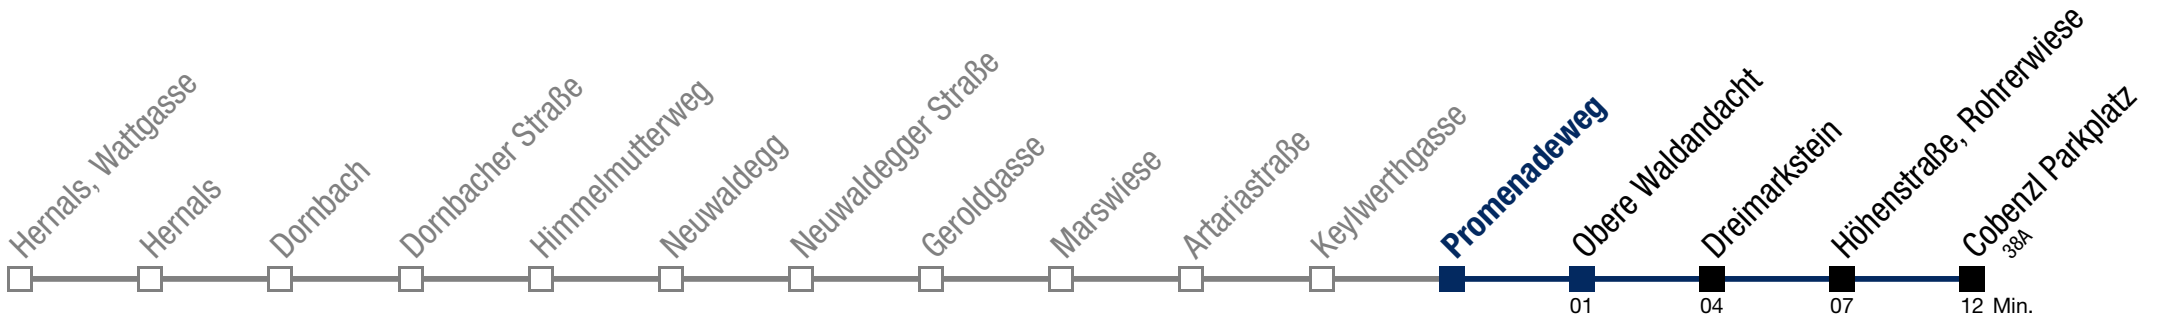 Hernals, Wattgasse
Hernals
Dornbach
Dornbacher Straße
Himmelmutterweg
Neuwaldegg
Neuwaldegger Straße
Geroldgasse
Marswiese
Artariastraße
Keylwerthgasse
Promenadeweg
Obere Waldandacht
Dreimarkstein
Höhenstraße, Rohrerwiese
Cobenzl Parkplatz
38A
01 04 07 12 Min.